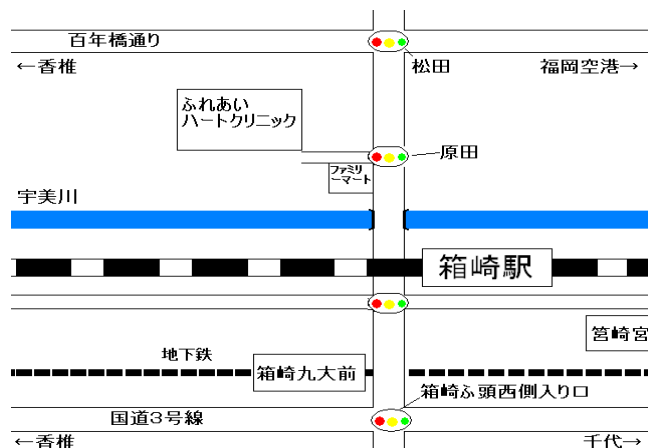 百年橋通り
←香椎
松田
福岡空港→
ふれあい
ハートクリニック
原田
ファミリ
ーマート
宇美川
箱崎駅
筥崎宮
地下鉄
箱崎九大前
箱崎ふ頭西側入り口
国道3号線
←香椎
千代→